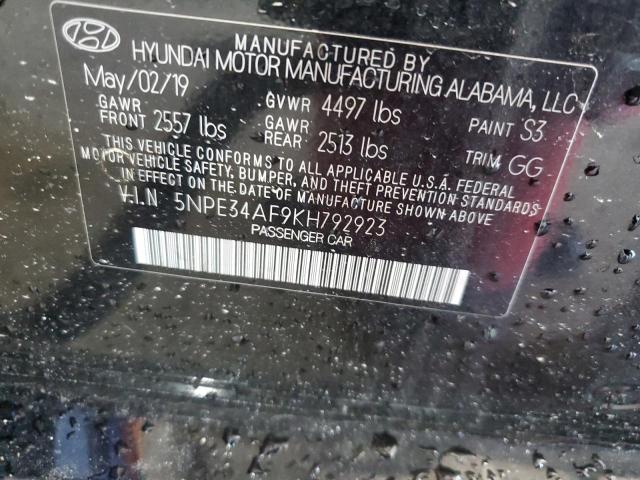 MANUFACTURED BY
HYUNDAI MOTOR MANUFACTURING ALABAMA, LLC
May/02/19 GVWR 4497 lbs PAINT S3
GAWR FRONT 2557 lbs GAWR REAR 2513 lbs TRIM GG
THIS VEHICLE CONFORMS TO ALL APPLICABLE U.S.A. FEDERAL
MOTOR VEHICLE SAFETY, BUMPER, AND THEFT PREVENTION STANDARDS
IN EFFECT ON THE DATE OF MANUFACTURE SHOWN ABOVE.
V.I.N 5NPE34AF9KH792923
PASSENGER CAR